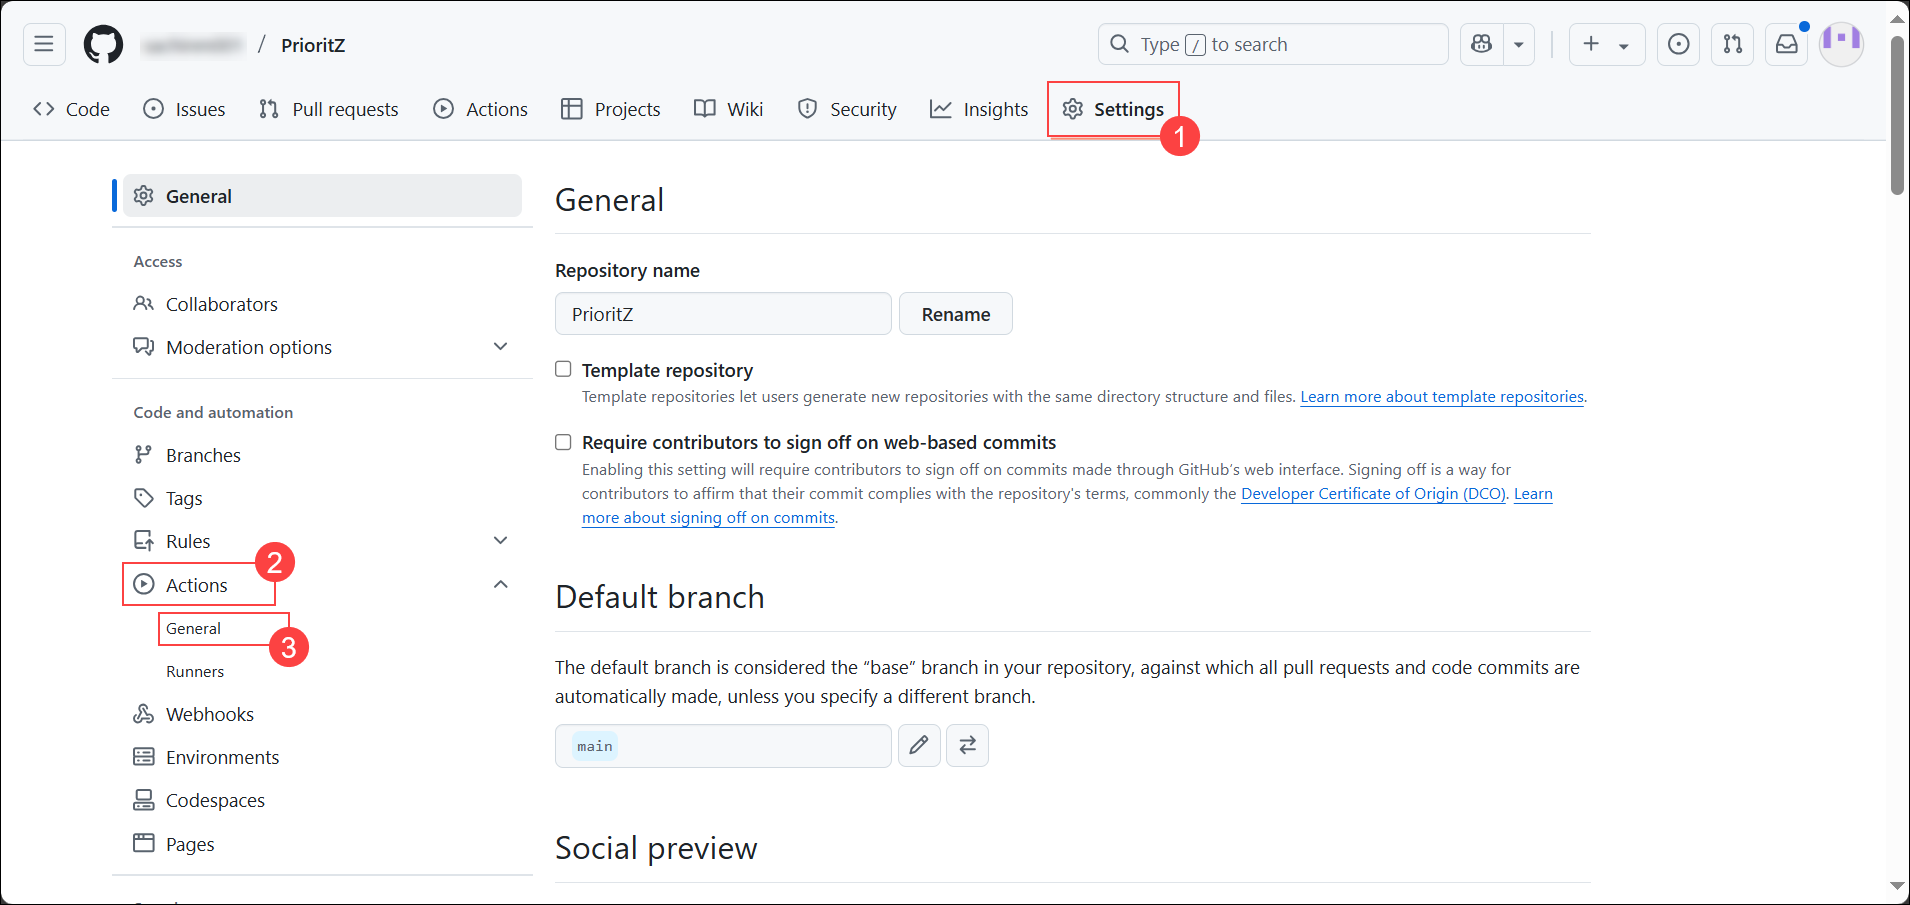 / PrioritZ
Type / to search
Code Issues Pull requests Actions Projects Wiki Security Insights Settings
1
General
Access
Collaborators
Moderation options
Code and automation
Branches
Tags
Rules
2
Actions
General
3
Runners
Webhooks
Environments
Codespaces
Pages
General
Repository name
PrioritZ
Rename
Template repository
Template repositories let users generate new repositories with the same directory structure and files. Learn more about template repositories.
Require contributors to sign off on web-based commits
Enabling this setting will require contributors to sign off on commits made through GitHub’s web interface. Signing off is a way for
contributors to affirm that their commit complies with the repository's terms, commonly the Developer Certificate of Origin (DCO). Learn
more about signing off on commits.
Default branch
The default branch is considered the “base” branch in your repository, against which all pull requests and code commits are
automatically made, unless you specify a different branch.
main
Social preview